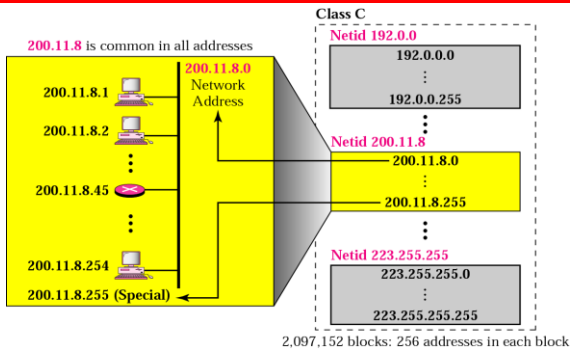 Class C
200.11.8 is common in all addresses
200.11.8.0
Network
Address
200.11.8.1
200.11.8.2
200.11.8.45
200.11.8.254
200.11.8.255 (Special)
Netid 192.0.0
192.0.0.0
192.0.0.255
Netid 200.11.8
200.11.8.0
200.11.8.255
Netid 223.255.255
223.255.255.0
223.255.255.255
2,097,152 blocks: 256 addresses in each block